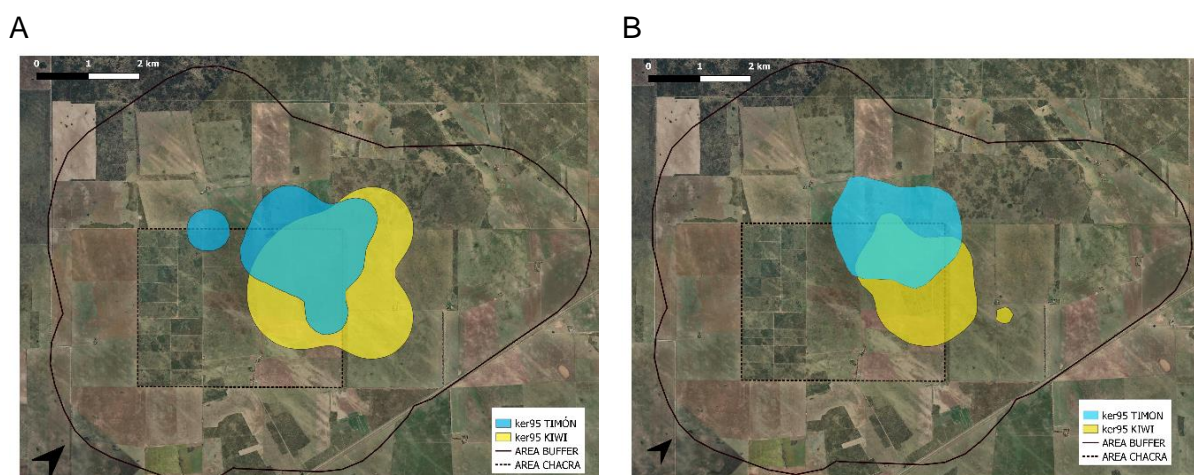 A
0 1 2 km
ker95 TIMÓN
ker95 KIWI
AREA BUFFER
AREA CHACRA
B
0 1 2 km
ker95 TIMON
ker95 KIWI
AREA BUFFER
AREA CHACRA